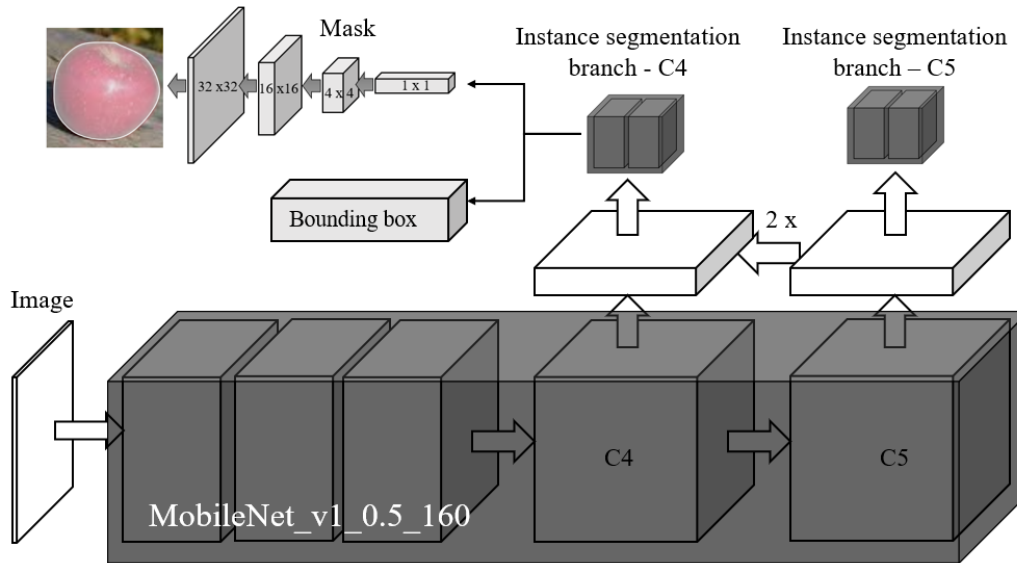 Mask
Instance segmentation
branch - C4
Instance segmentation
branch – C5
32 x32
16 x16
4 x 4
1 x 1
Bounding box
2 x
Image
C4
C5
MobileNet_v1_0.5_160